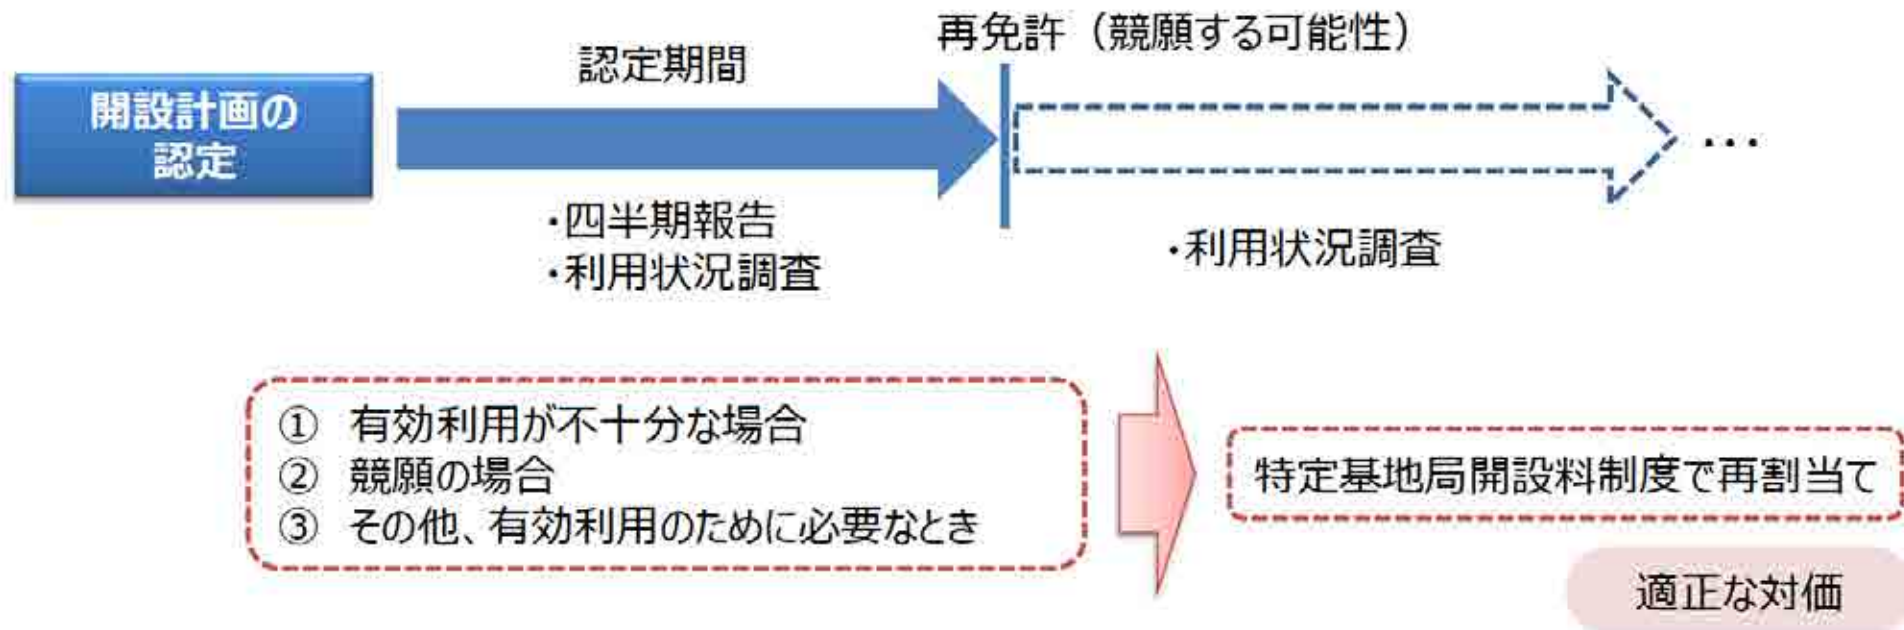 再免許（競願する可能性）
認定期間
開設計画の
認定
…
・四半期報告
・利用状況調査
・利用状況調査
① 有効利用が不十分な場合
② 競願の場合
③ その他、有効利用のために必要なとき
特定基地局開設料制度で再割当て
適正な対価